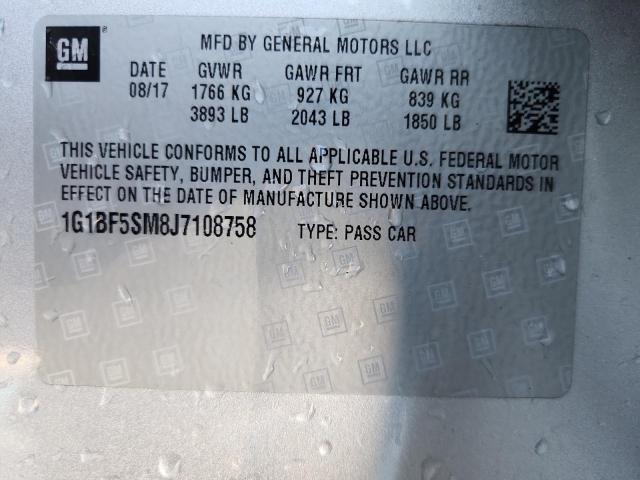 GM MFD BY GENERAL MOTORS LLC
DATE GVWR GAWR FRT GAWR RR
08/17 1766 KG 927 KG 839 KG
3893 LB 2043 LB 1850 LB
THIS VEHICLE CONFORMS TO ALL APPLICABLE U.S. FEDERAL MOTOR
VEHICLE SAFETY, BUMPER, AND THEFT PREVENTION STANDARDS IN
EFFECT ON THE DATE OF MANUFACTURE SHOWN ABOVE.
1G1BF5SM8J7108758 TYPE: PASS CAR